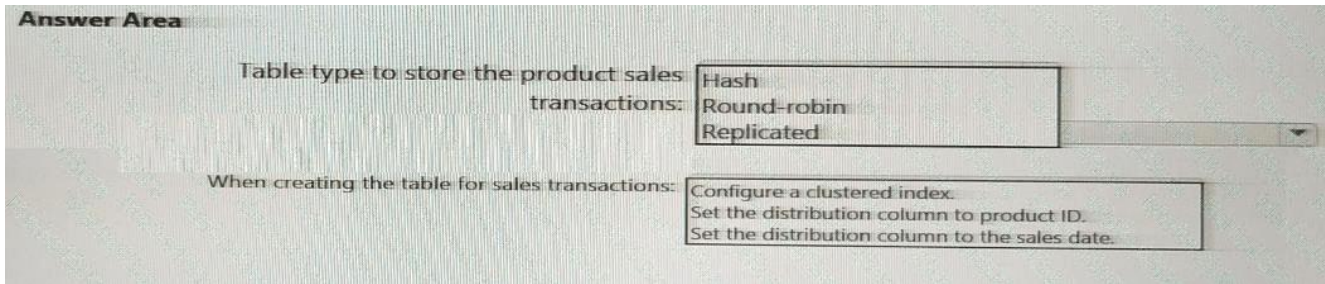 Answer Area
Table type to store the product sales
transactions:
Hash
Round-robin
Replicated
When creating the table for sales transactions:
Configure a clustered index.
Set the distribution column to product ID.
Set the distribution column to the sales date.